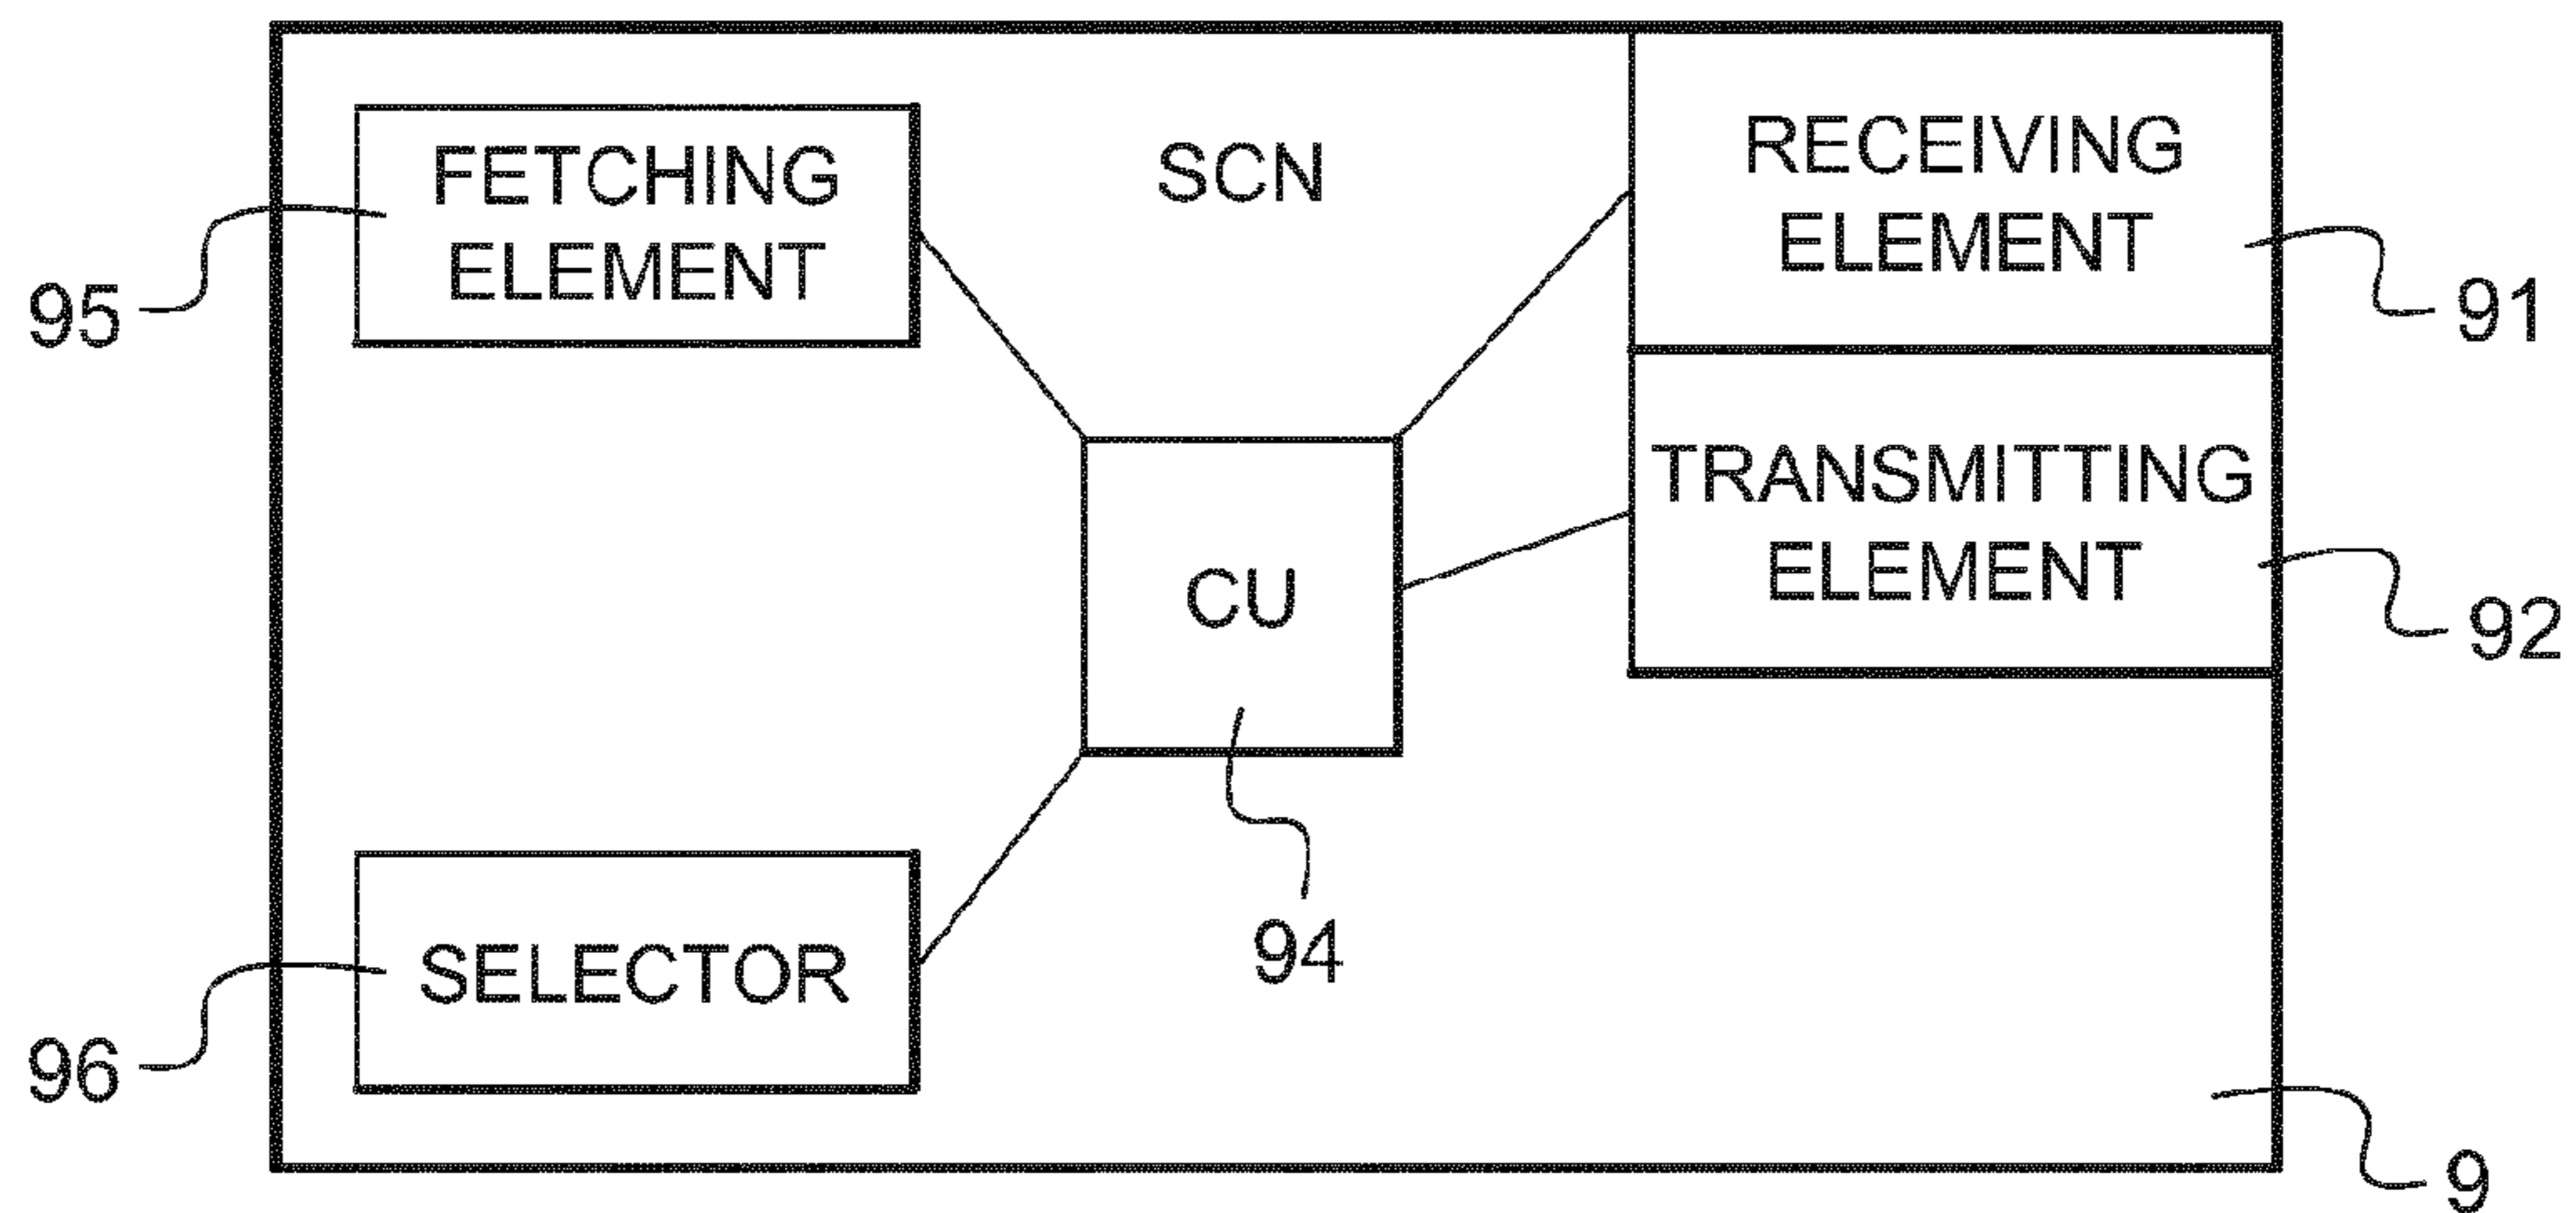 FETCHING
ELEMENT
SCN
RECEIVING
ELEMENT
95
91
TRANSMITTING
ELEMENT
CU
92
94
SELECTOR
96
9